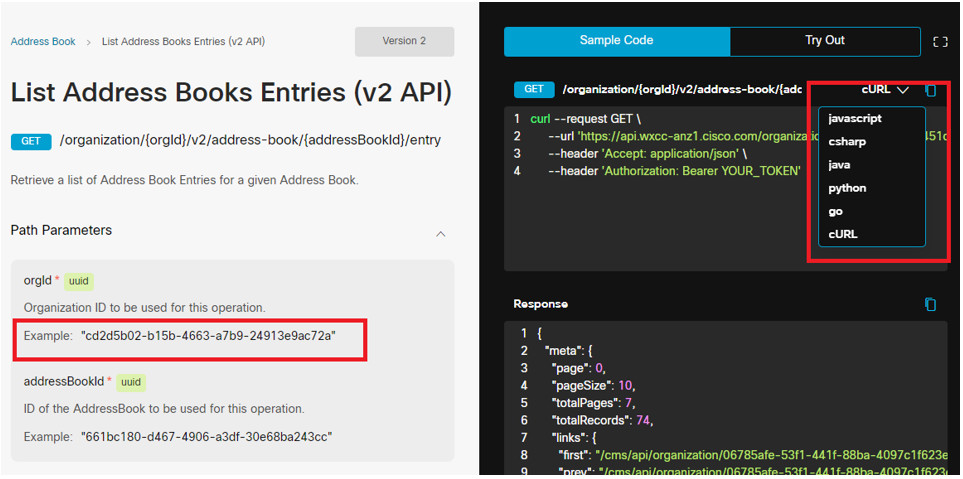 Address Book > List Address Books Entries (v2 API)
Version 2
List Address Books Entries (v2 API)
GET /organization/{orgId}/v2/address-book/{addressBookId}/entry
Retrieve a list of Address Book Entries for a given Address Book.
Path Parameters
orgId * uuid
Organization ID to be used for this operation.
Example: "cd2d5b02-b15b-4663-a7b9-24913e9ac72a"
addressBookId * uuid
ID of the AddressBook to be used for this operation.
Example: "661bc180-d467-4906-a3df-30e68ba243cc"
Sample Code
Try Out
GET /organization/{orgId}/v2/address-book/{adc
cURL
javascript
csharp
java
python
go
cURL
1 curl --request GET \
2 --url 'https://api.wxcc-anz1.cisco.com/organizatio
3 --header 'Accept: application/json' \
4 --header 'Authorization: Bearer YOUR_TOKEN'
Response
1 {
2 "meta": {
3 "page": 0,
4 "pageSize": 10,
5 "totalPages": 7,
6 "totalRecords": 74,
7 "links": {
8 "first": "/cms/api/organization/06785afe-53f1-441f-88ba-4097c1f623e
9 "prev": "/cms/api/organization/06785afe-53f1-441f-88ba-4097c1f623e